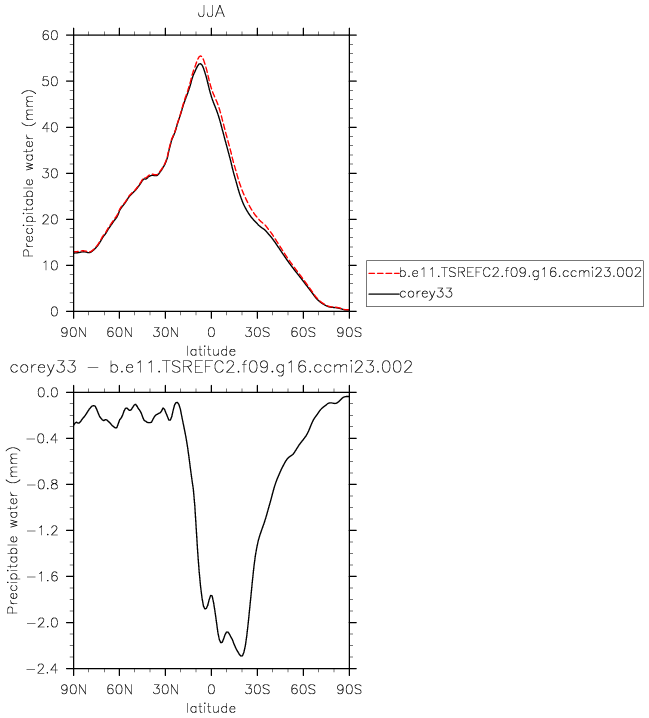 JJA
60
50
40
30
20
10
0
Precipitable water (mm)
90N 60N 30N 0 30S 60S 90S
latitude
b.e11.TSREFC2.f09.g16.ccmi23.002
corey33
corey33 − b.e11.TSREFC2.f09.g16.ccmi23.002
0.0
−0.4
−0.8
−1.2
−1.6
−2.0
−2.4
Precipitable water (mm)
90N 60N 30N 0 30S 60S 90S
latitude